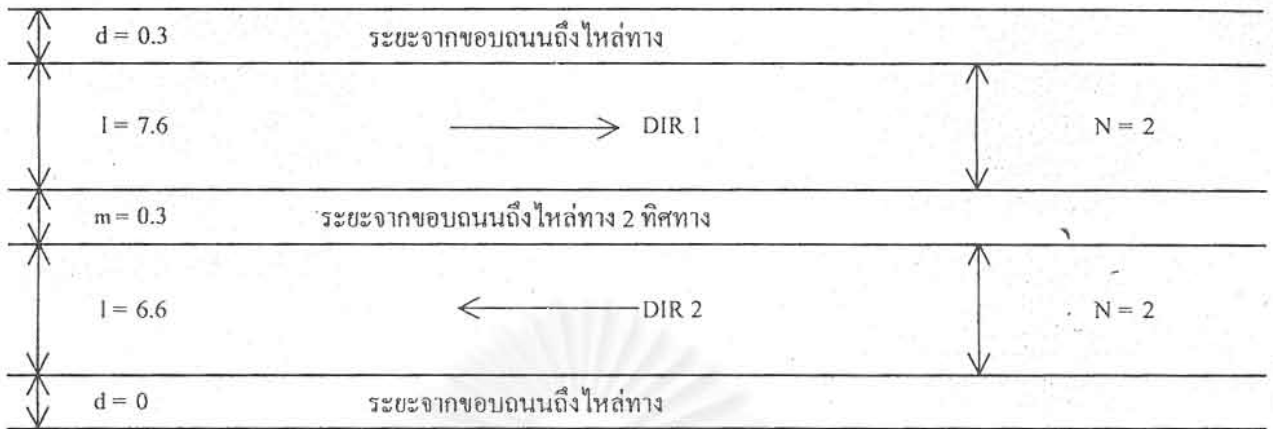 d = 0.3 ระยะจากขอบถนนถึงไหล่ทาง
l = 7.6 DIR 1 N = 2
m = 0.3 ระยะจากขอบถนนถึงไหล่ทาง 2 ทิศทาง
l = 6.6 DIR 2 N = 2
d = 0 ระยะจากขอบถนนถึงไหล่ทาง